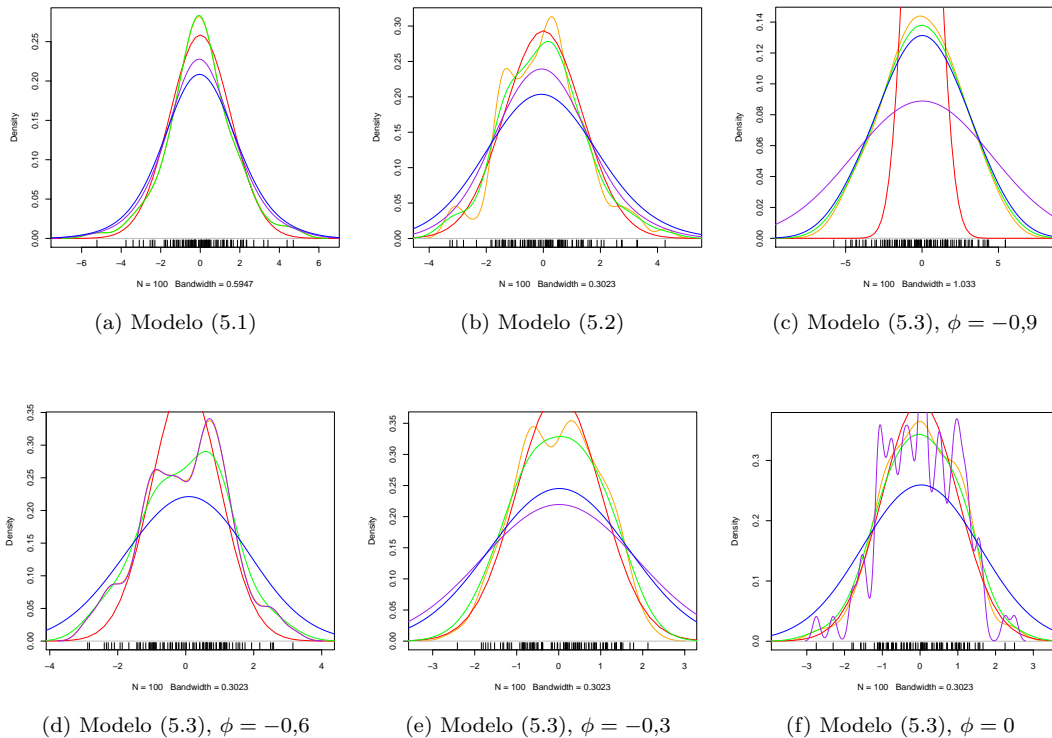 Density
0.00 0.05 0.10 0.15 0.20 0.25
−6 −4 −2 0 2 4 6
N = 100 Bandwidth = 0.5947
(a) Modelo (5.1)
Density
0.00 0.05 0.10 0.15 0.20 0.25 0.30
−4 −2 0 2 4
N = 100 Bandwidth = 0.3023
(b) Modelo (5.2)
Density
0.00 0.02 0.04 0.06 0.08 0.10 0.12 0.14
−5 0 5
N = 100 Bandwidth = 1.033
(c) Modelo (5.3), ϕ = −0,9
Density
0.00 0.05 0.10 0.15 0.20 0.25 0.30 0.35
−4 −2 0 2 4
N = 100 Bandwidth = 0.3023
(d) Modelo (5.3), ϕ = −0,6
Density
0.00 0.05 0.10 0.15 0.20 0.25 0.30 0.35
−3 −2 −1 0 1 2 3
N = 100 Bandwidth = 0.3023
(e) Modelo (5.3), ϕ = −0,3
Density
0.0 0.1 0.2 0.3
−3 −2 −1 0 1 2 3
N = 100 Bandwidth = 0.3023
(f) Modelo (5.3), ϕ = 0